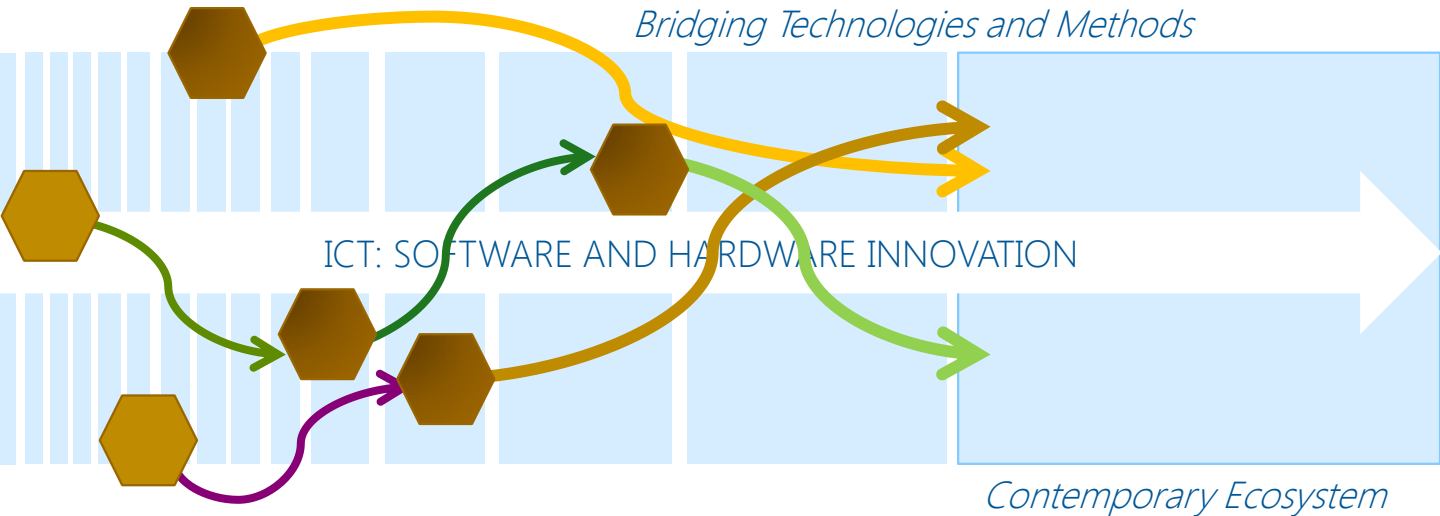 Bridging Technologies and Methods
ICT: SOFTWARE AND HARDWARE INNOVATION
Contemporary Ecosystem